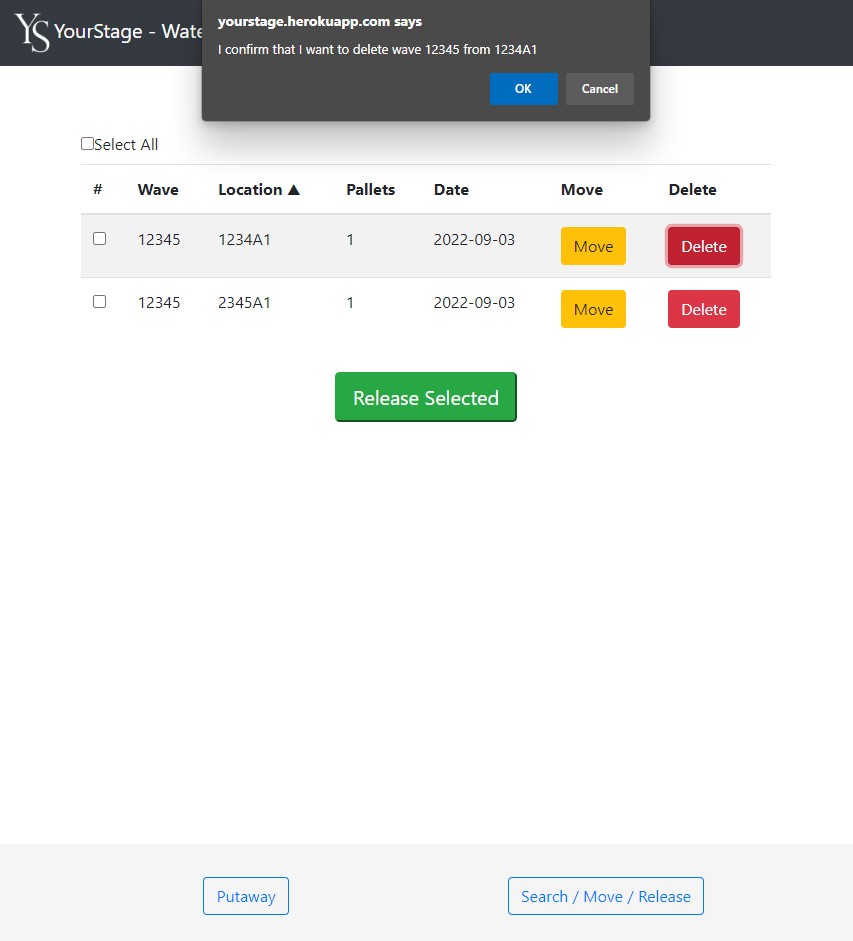 YS YourStage - Wate
yourstage.herokuapp.com says
I confirm that I want to delete wave 12345 from 1234A1
OK Cancel
Select All
# Wave Location ▲ Pallets Date Move Delete
12345 1234A1 1 2022-09-03 Move Delete
12345 2345A1 1 2022-09-03 Move Delete
Release Selected
Putaway Search / Move / Release